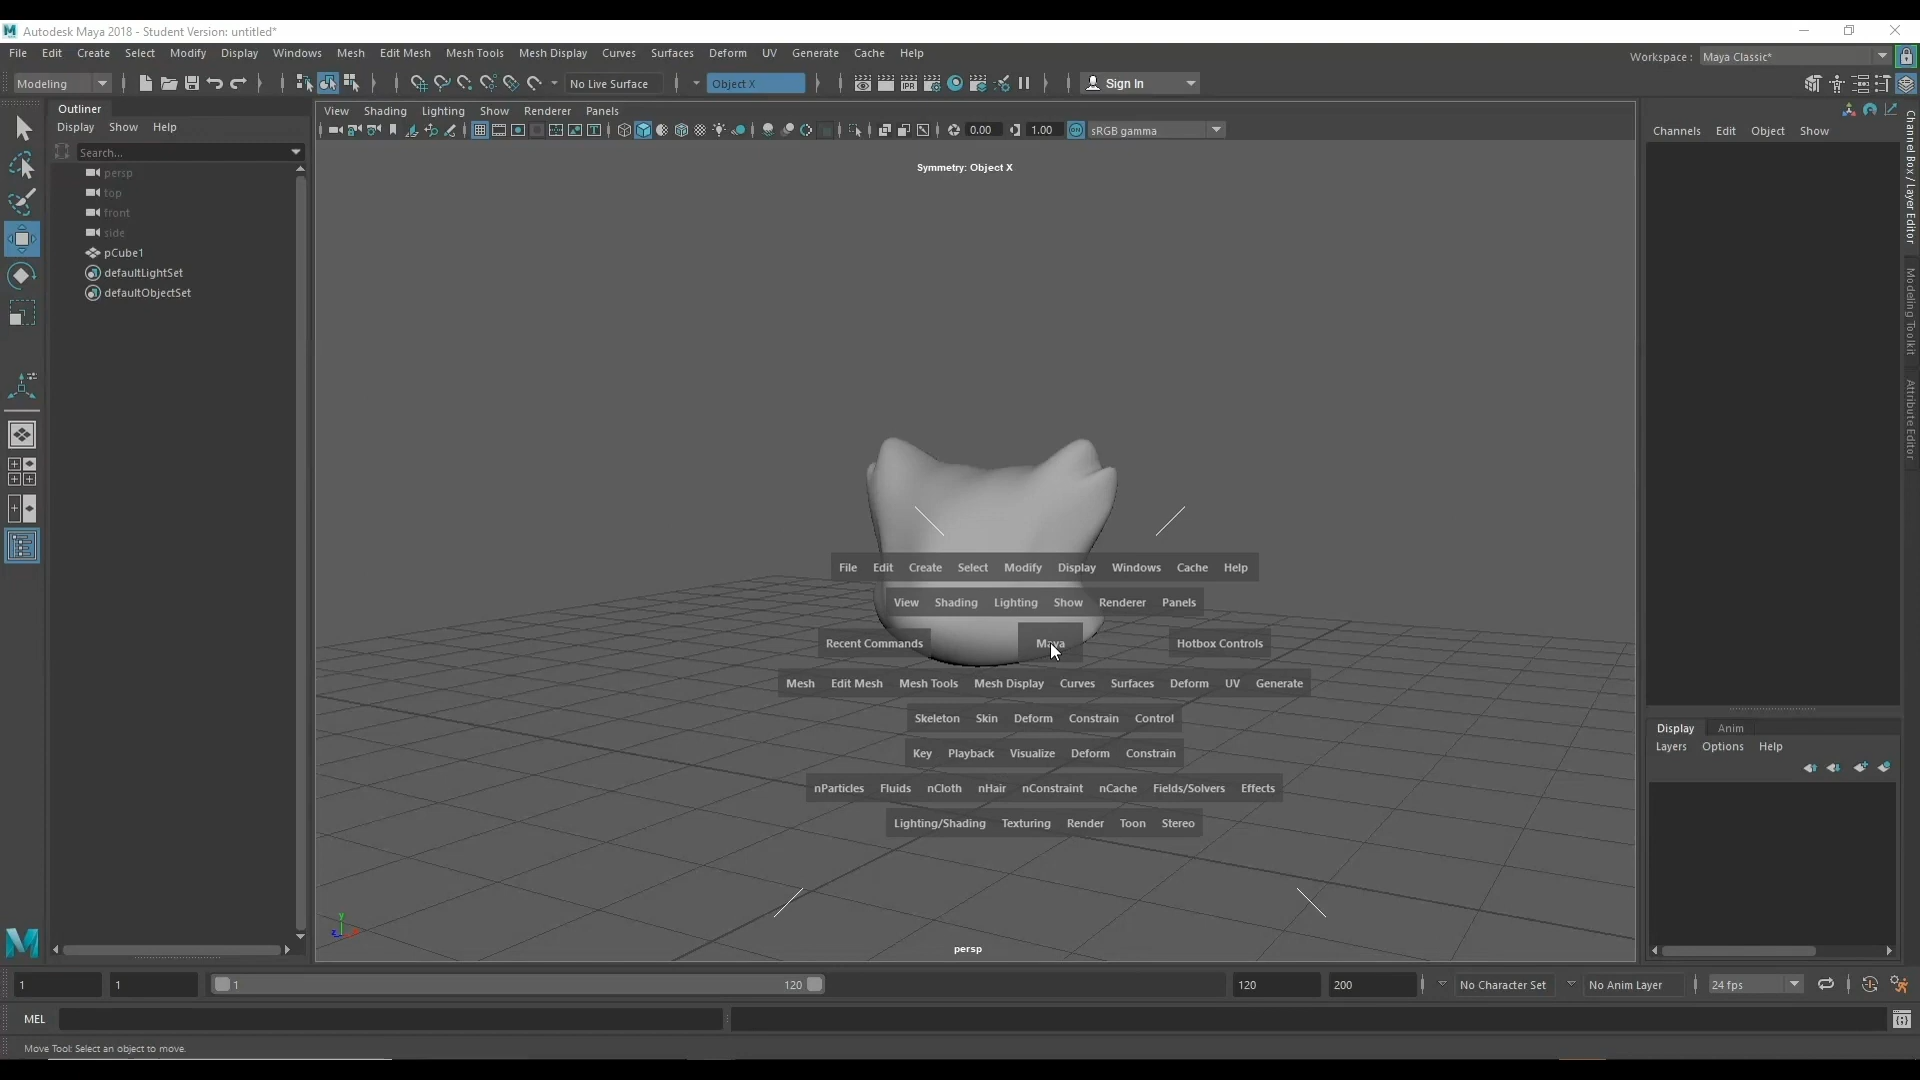 Autodesk Maya 2018 - Student Version: untitled*
File Edit Create Select Modify Display Windows Mesh Edit Mesh Mesh Tools Mesh Display Curves Surfaces Deform UV Generate Cache Help
Workspace : Maya Classic*
Modeling No Live Surface Object X Sign In
Outliner
Display Show Help
Search...
persp
top
front
side
pCube1
defaultLightSet
defaultObjectSet
View Shading Lighting Show Renderer Panels
0.00 1.00 sRGB gamma
Symmetry: Object X
File Edit Create Select Modify Display Windows Cache Help
View Shading Lighting Show Renderer Panels
Recent Commands Maya Hotbox Controls
Mesh Edit Mesh Mesh Tools Mesh Display Curves Surfaces Deform UV Generate
Skeleton Skin Deform Constrain Control
Key Playback Visualize Deform Constrain
nParticles Fluids nCloth nHair nConstraint nCache Fields/Solvers Effects
Lighting/Shading Texturing Render Toon Stereo
persp
Channels Edit Object Show
Channel Box / Layer Editor
Modeling Toolkit
Attribute Editor
Display Anim
Layers Options Help
1 1 1 120 120 200 No Character Set No Anim Layer 24 fps
MEL
Move Tool: Select an object to move.